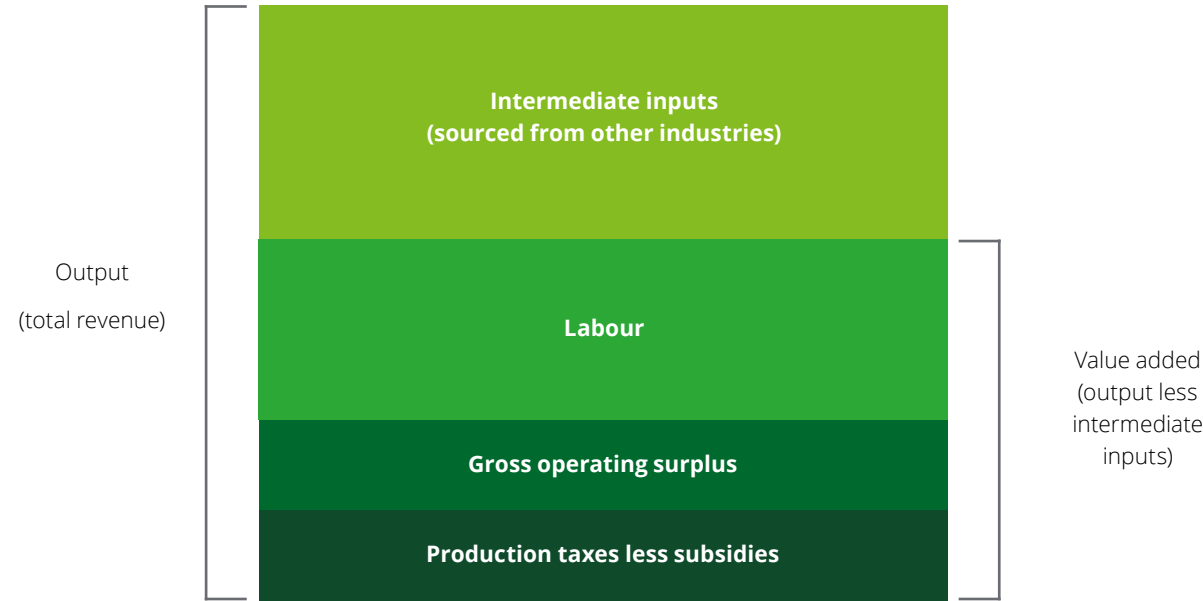 Intermediate inputs
(sourced from other industries)
Output
(total revenue)
Labour
Value added
(output less
intermediate
inputs)
Gross operating surplus
Production taxes less subsidies